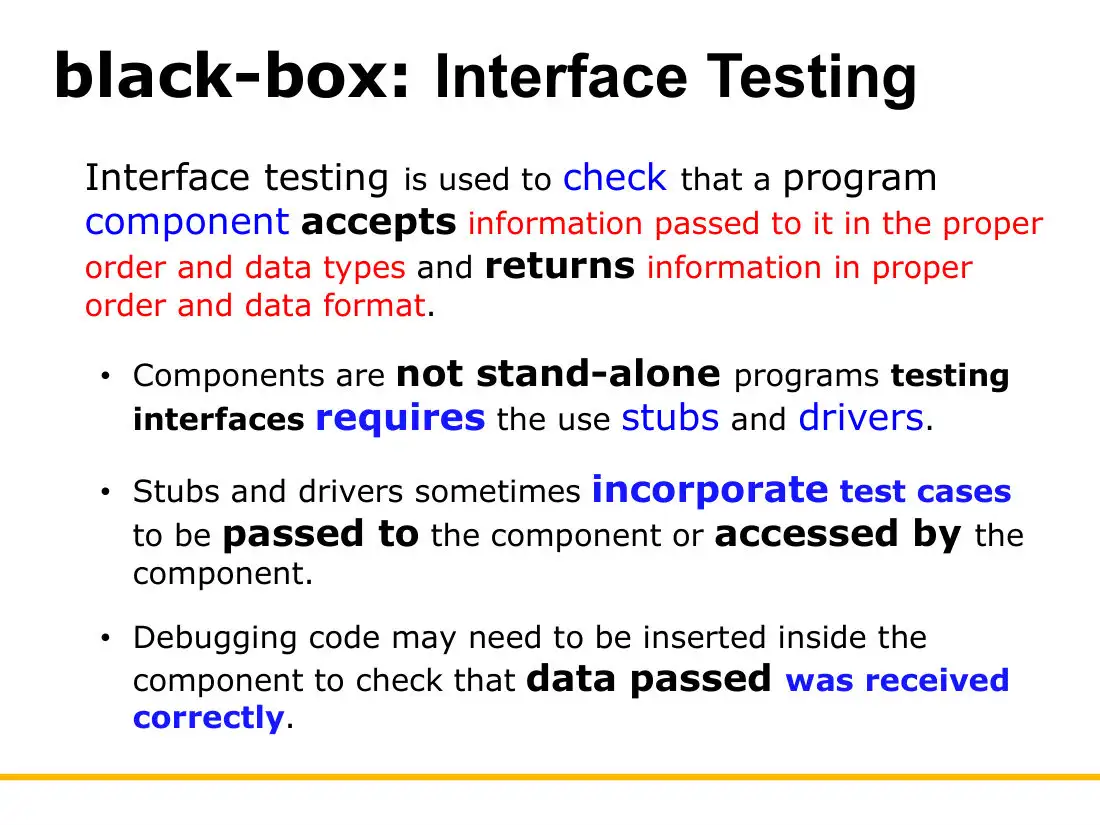 black-box: Interface Testing
Interface testing is used to check that a program
component accepts information passed to it in the proper
order and data types and returns information in proper
order and data format.
• Components are not stand-alone programs testing
interfaces requires the use stubs and drivers.
• Stubs and drivers sometimes incorporate test cases
to be passed to the component or accessed by the
component.
• Debugging code may need to be inserted inside the
component to check that data passed was received
correctly.